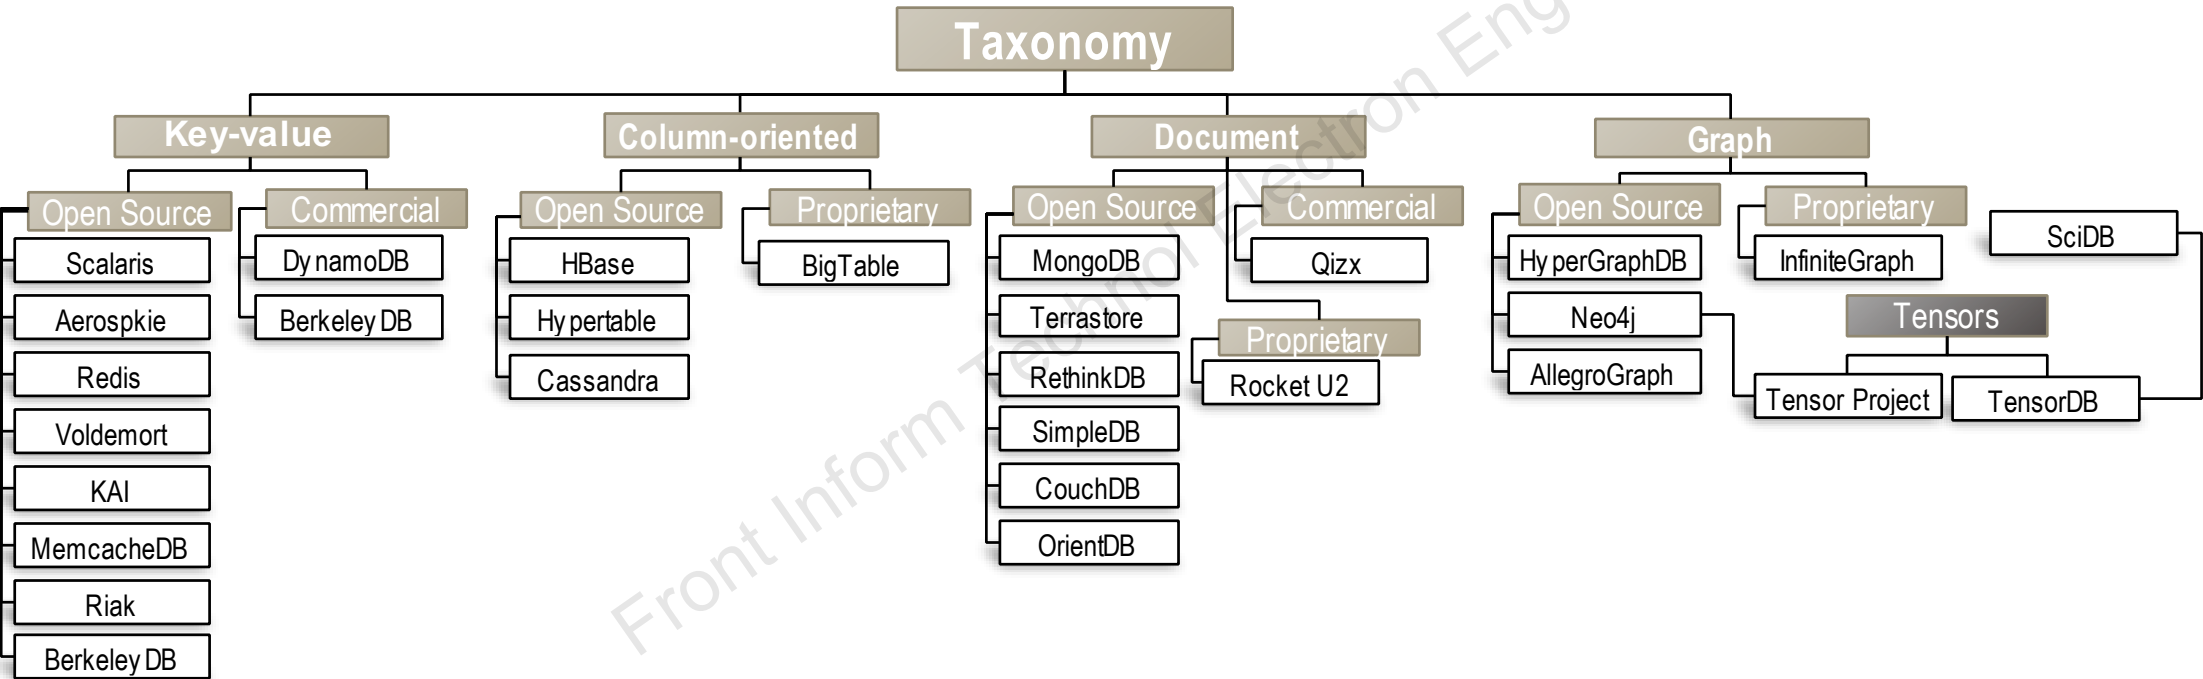 Taxonomy
Key-value
Column-oriented
Document
Graph
Open Source
Commercial
Open Source
Proprietary
Open Source
Commercial
Open Source
Proprietary
Scalaris
Aerospkie
Redis
Voldemort
KAI
MemcacheDB
Riak
Berkeley DB
DynamoDB
Berkeley DB
HBase
Hypertable
Cassandra
BigTable
MongoDB
Terrastore
RethinkDB
SimpleDB
CouchDB
OrientDB
Qizx
Proprietary
Rocket U2
HyperGraphDB
Neo4j
AllegroGraph
InfiniteGraph
SciDB
Tensors
Tensor Project
TensorDB
Front Inform Technol Electron Eng